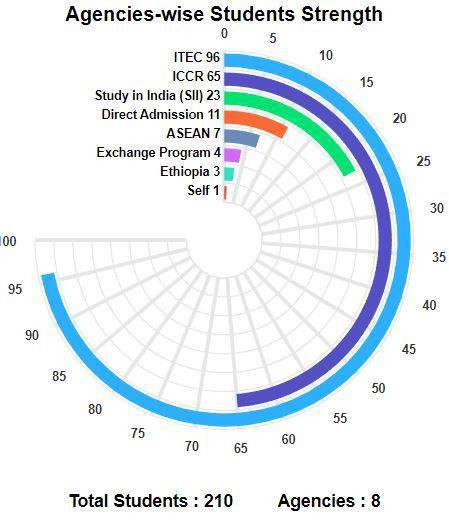 Agencies-wise Students Strength
ITEC 96
ICCR 65
Study in India (SII) 23
Direct Admission 11
ASEAN 7
Exchange Program 4
Ethiopia 3
Self 1
0
5
10
15
20
25
30
35
40
45
50
55
60
65
70
75
80
85
90
95
100
Total Students : 210 Agencies : 8